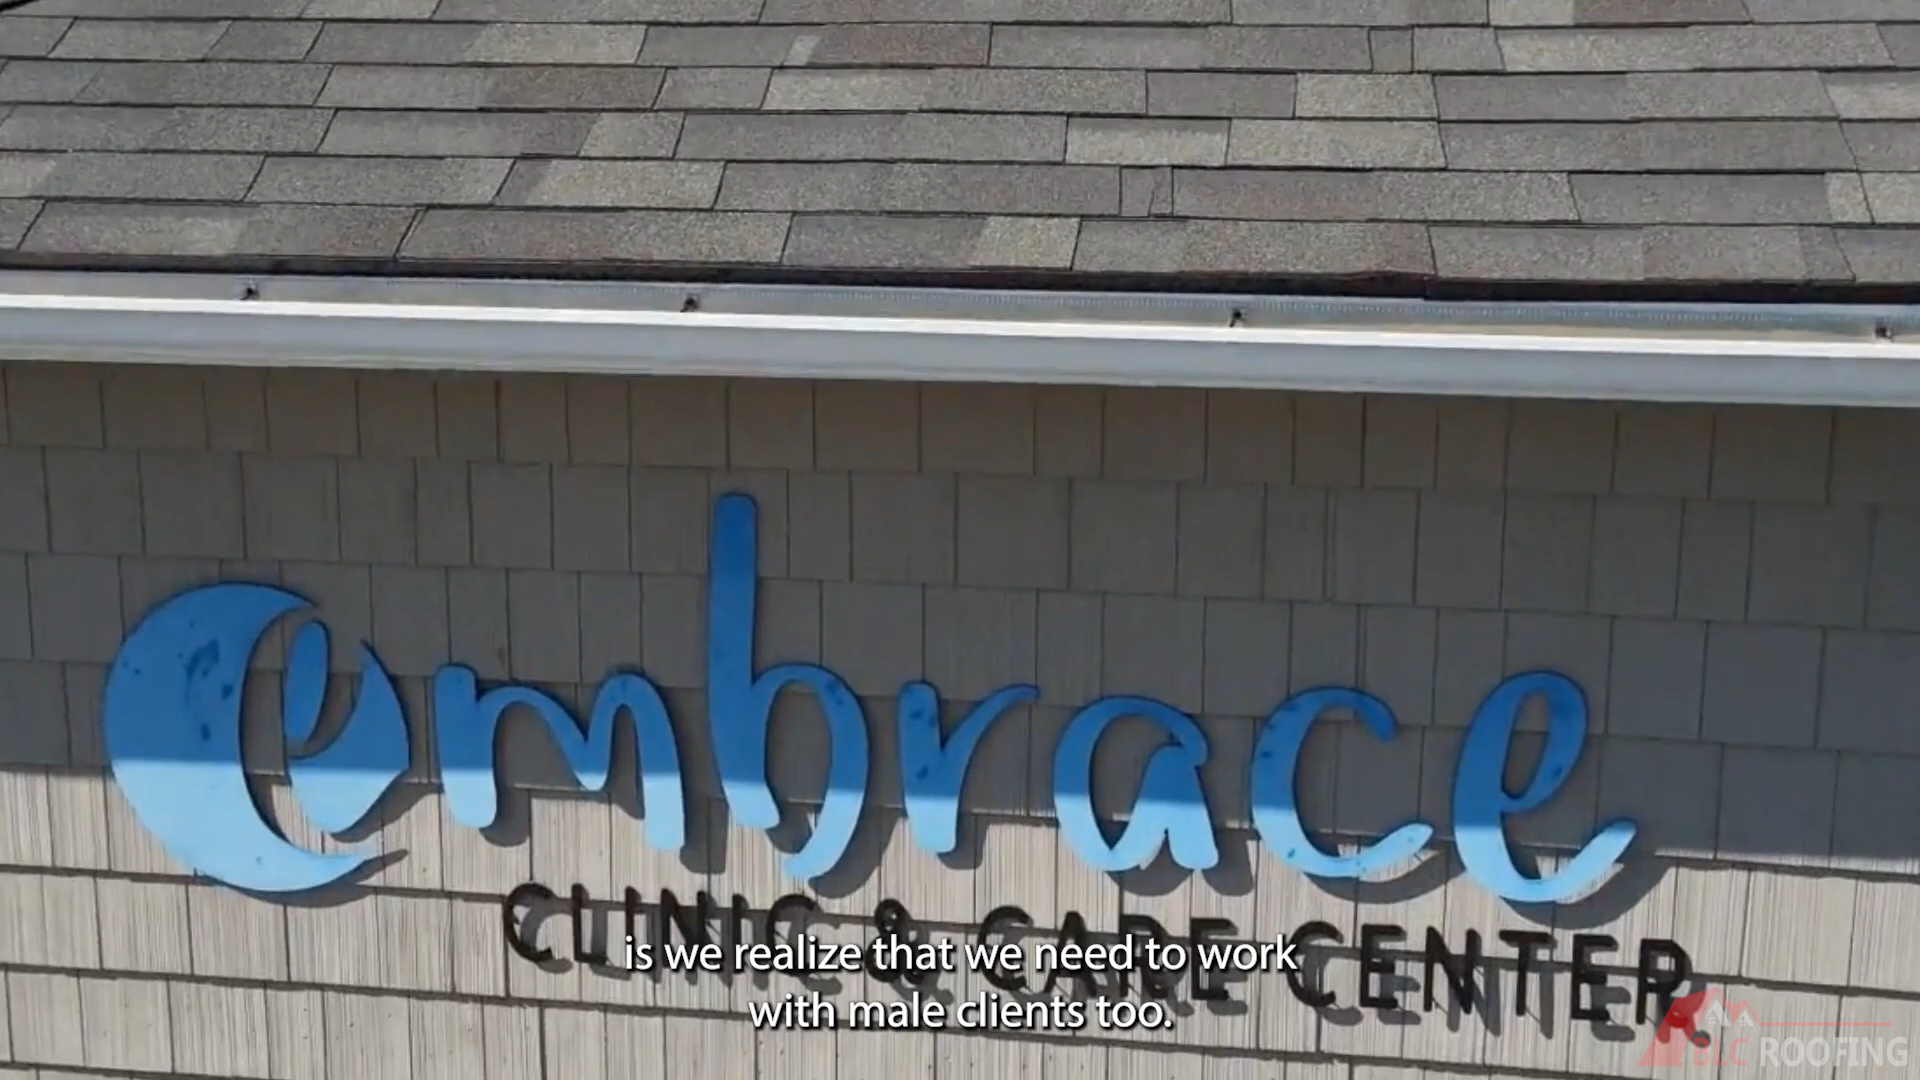 embrace
CLINIC & CARE CENTER
is we realize that we need to work
with male clients too.
BLC ROOFING